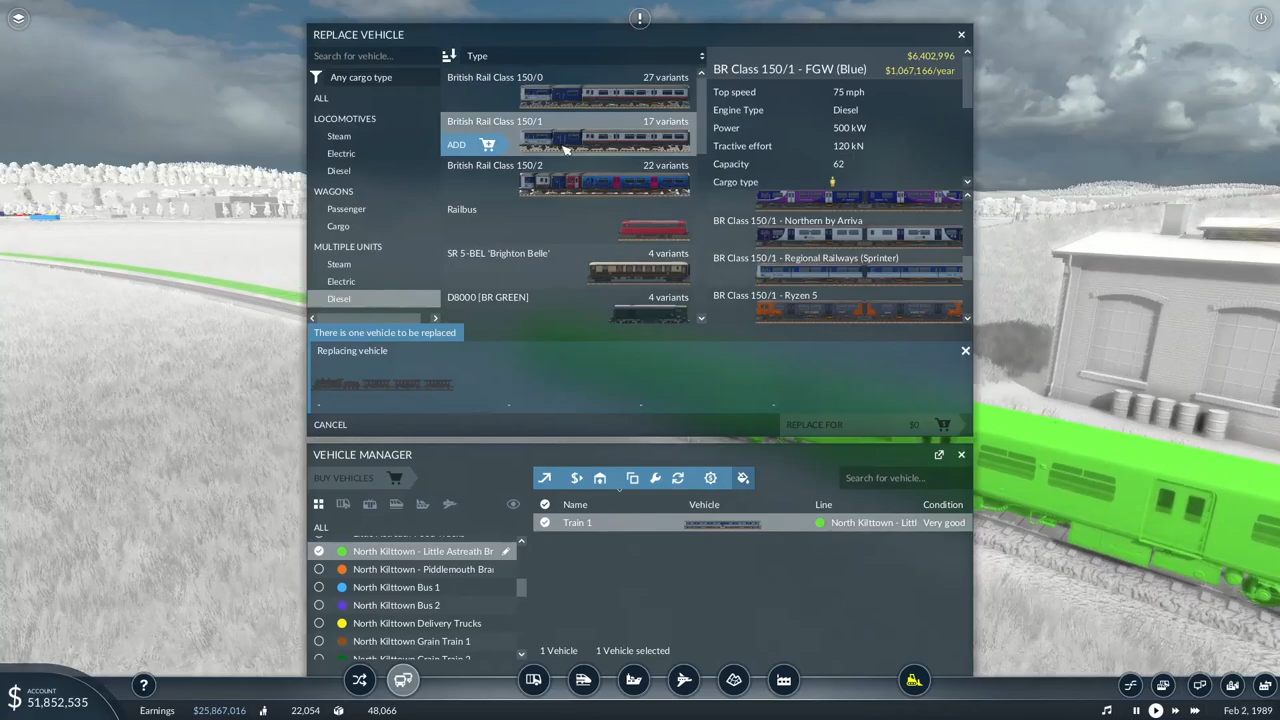 REPLACE VEHICLE
Search for vehicle...
Type
Any cargo type
ALL
LOCOMOTIVES
Steam
Electric
Diesel
WAGONS
Passenger
Cargo
MULTIPLE UNITS
Steam
Electric
Diesel
British Rail Class 150/0 27 variants
British Rail Class 150/1 17 variants
ADD
British Rail Class 150/2 22 variants
Railbus
SR 5-BEL 'Brighton Belle' 4 variants
D8000 [BR GREEN] 4 variants
$6,402,996
BR Class 150/1 - FGW (Blue) $1,067,166/year
Top speed 75 mph
Engine Type Diesel
Power 500 kW
Tractive effort 120 kN
Capacity 62
Cargo type
BR Class 150/1 - Northern by Arriva
BR Class 150/1 - Regional Railways (Sprinter)
BR Class 150/1 - Ryzen 5
There is one vehicle to be replaced
Replacing vehicle
- - - -
CANCEL
REPLACE FOR $0
VEHICLE MANAGER
BUY VEHICLES
Search for vehicle...
ALL
North Kilttown - Little Astreath Br
North Kilttown - Piddlemouth Bra
North Kilttown Bus 1
North Kilttown Bus 2
North Kilttown Delivery Trucks
North Kilttown Grain Train 1
Name Vehicle Line Condition
Train 1 North Kilttown - Littl Very good
1 Vehicle 1 Vehicle selected
ACCOUNT
$ 51,852,535
?
Earnings $25,867,016 22,054 48,066
Feb 2, 1989